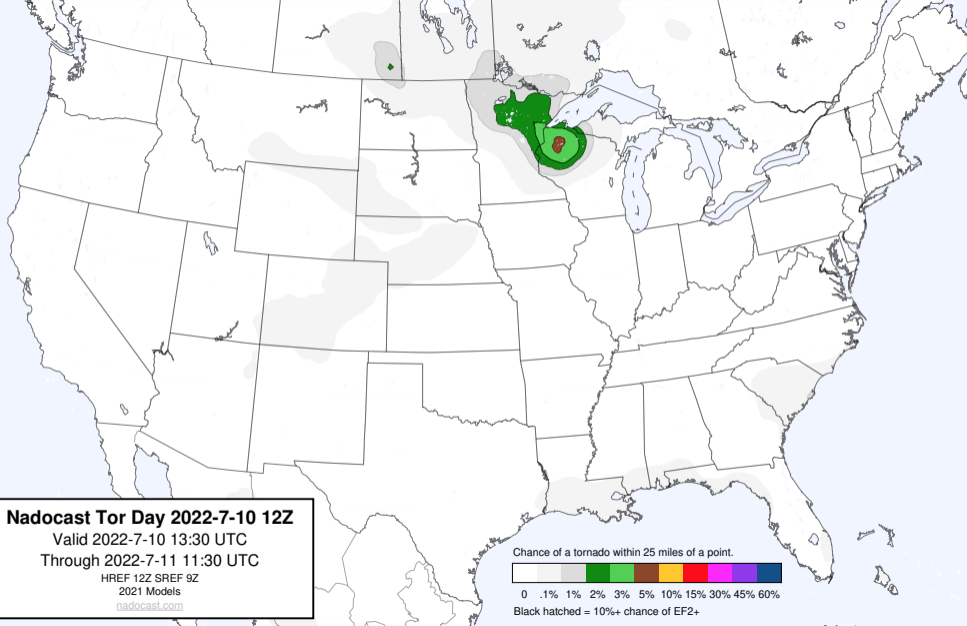 Nadocast Tor Day 2022-7-10 12Z
Valid 2022-7-10 13:30 UTC
Through 2022-7-11 11:30 UTC
HREF 12Z SREF 9Z
2021 Models
nadocast.com
Chance of a tornado within 25 miles of a point.
0 .1% 1% 2% 3% 5% 10% 15% 30% 45% 60%
Black hatched = 10%+ chance of EF2+